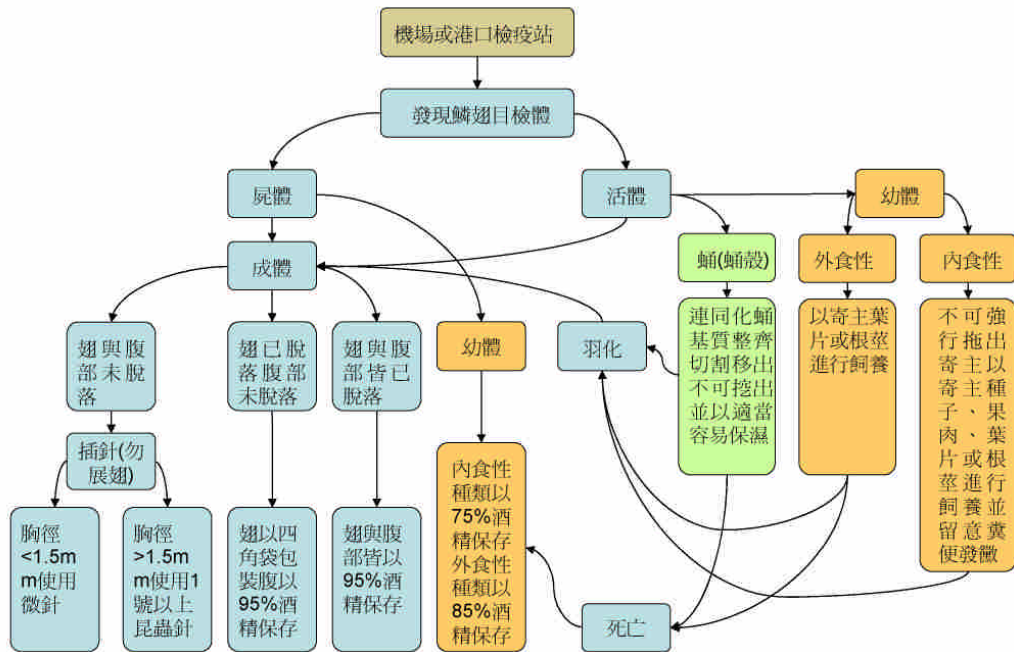 機場或港口檢疫站
發現鱗翅目檢體
屍體
活體
幼體
成體
蛹(蛹殼)
外食性
內食性
翅與腹
部未脫
落
翅已脫
落腹部
未脫落
翅與腹
部皆已
脫落
幼體
羽化
連同化蛹
基質整齊
切割移出
不可挖出
並以適當
容易保濕
以寄主葉
片或根莖
進行飼養
不可強
行拖出
寄主以
寄主種
子、果
肉、葉
片或根
莖進行
飼養並
留意糞
便發黴
插針(勿
展翅)
胸徑
<1.5m
m使用
微針
胸徑
>1.5m
m使用1
號以上
昆蟲針
翅以四
角袋包
裝腹以
95%酒
精保存
翅與腹
部皆以
95%酒
精保存
內食性
種類以
75%酒
精保存
外食性
種類以
85%酒
精保存
死亡